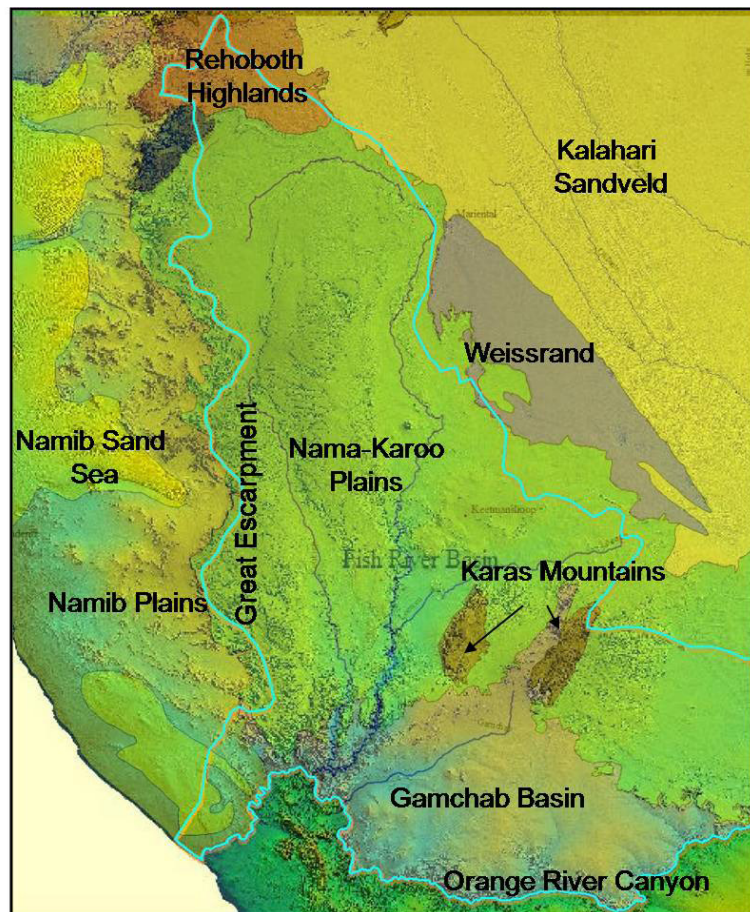 Rehoboth
Highlands
Kalahari
Sandveld
Mariental
Weissrand
Namib Sand
Sea
Nama-Karoo
Plains
Great Escarpment
Keetmanshoop
Fish River Basin
Karas Mountains
Namib Plains
Gamchab Basin
Orange River Canyon